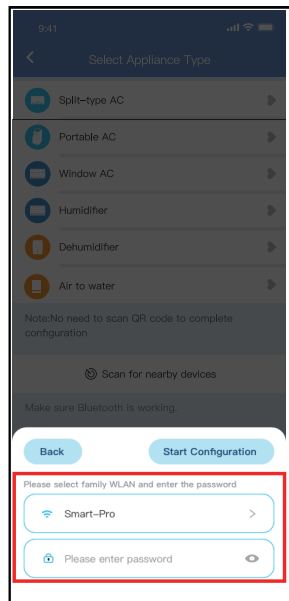 9:41
Select Appliance Type
Split-type AC
Portable AC
Window AC
Humidifier
Dehumidifier
Air to water
Note:No need to scan QR code to complete
configuration
Scan for nearby devices
Make sure Bluetooth is working.
Back
Start Configuration
Please select family WLAN and enter the password
Smart-Pro
Please enter password